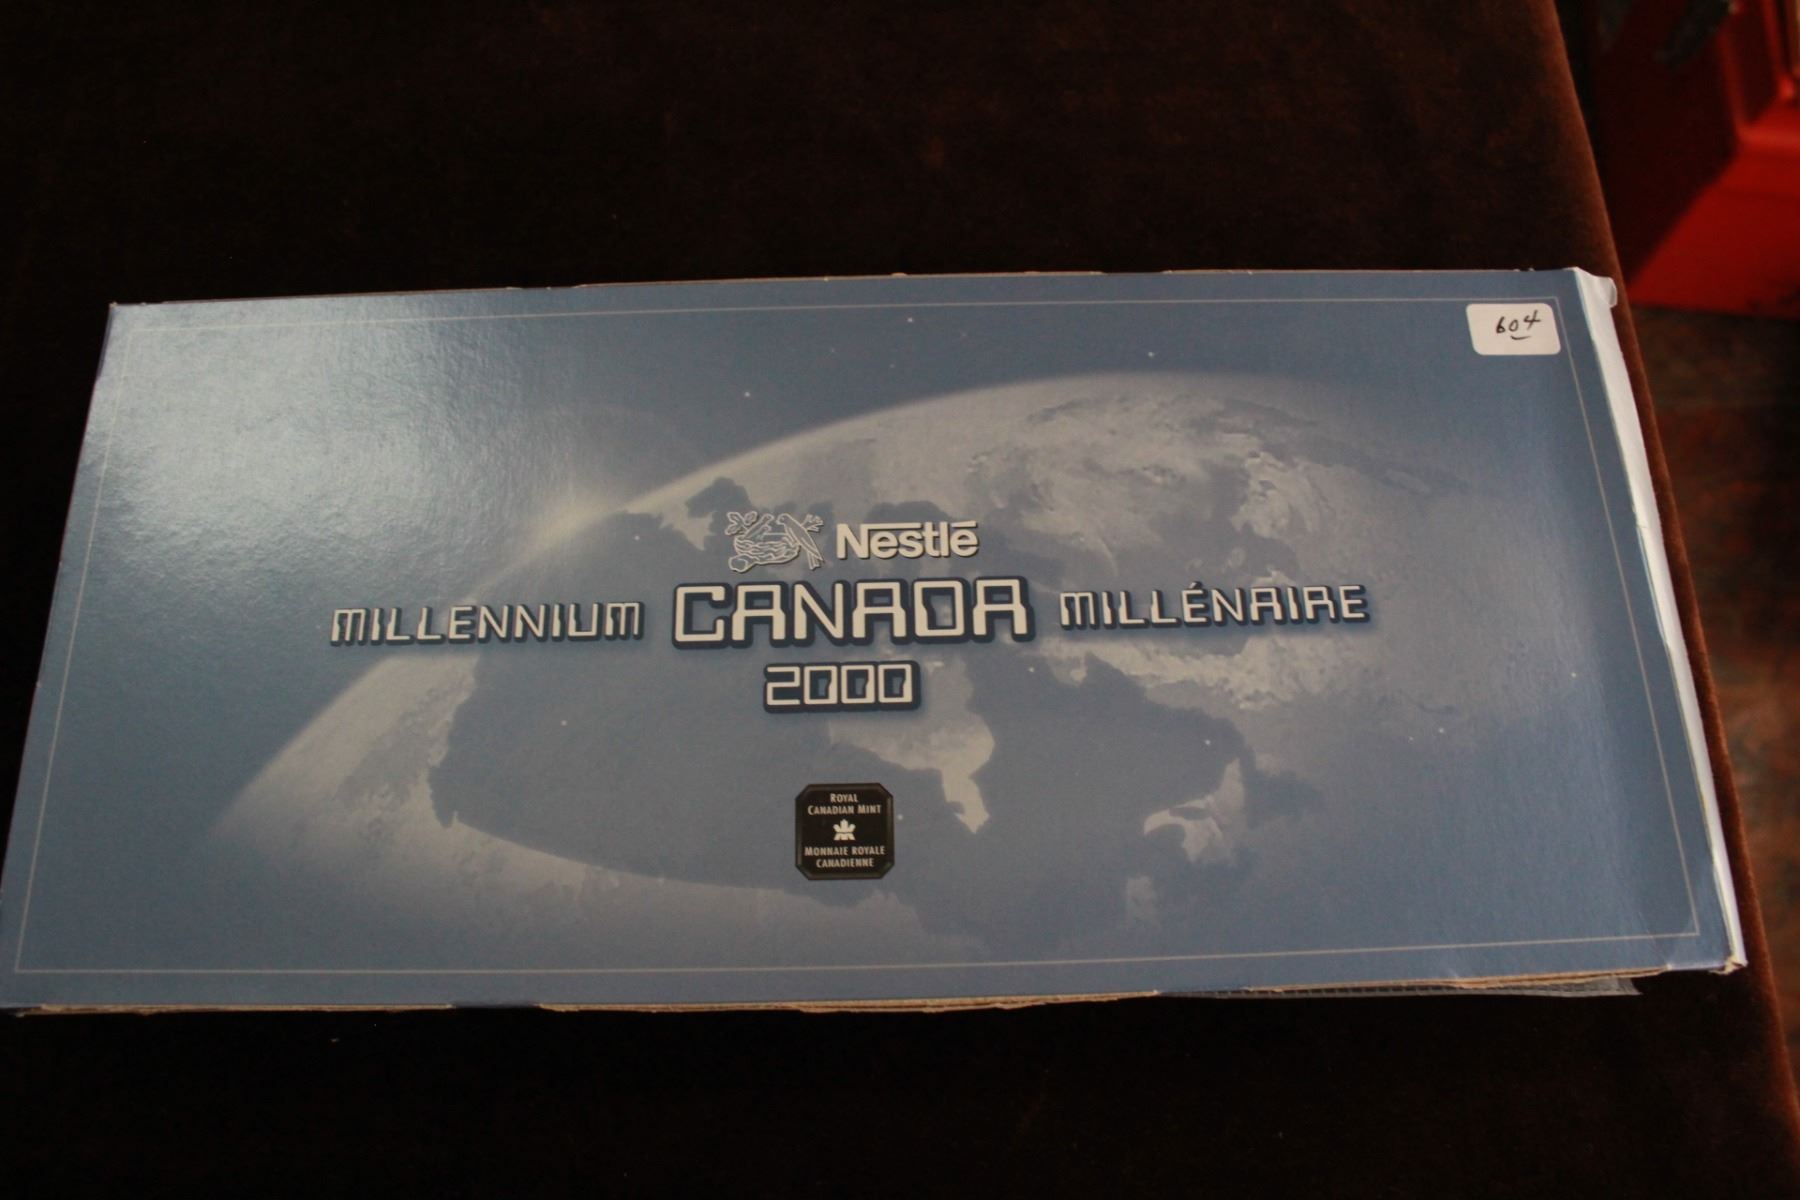 604
Nestlé
MILLENNIUM CANADA MILLÉNAIRE
2000
ROYAL
CANADIAN MINT
MONNAIE ROYALE
CANADIENNE